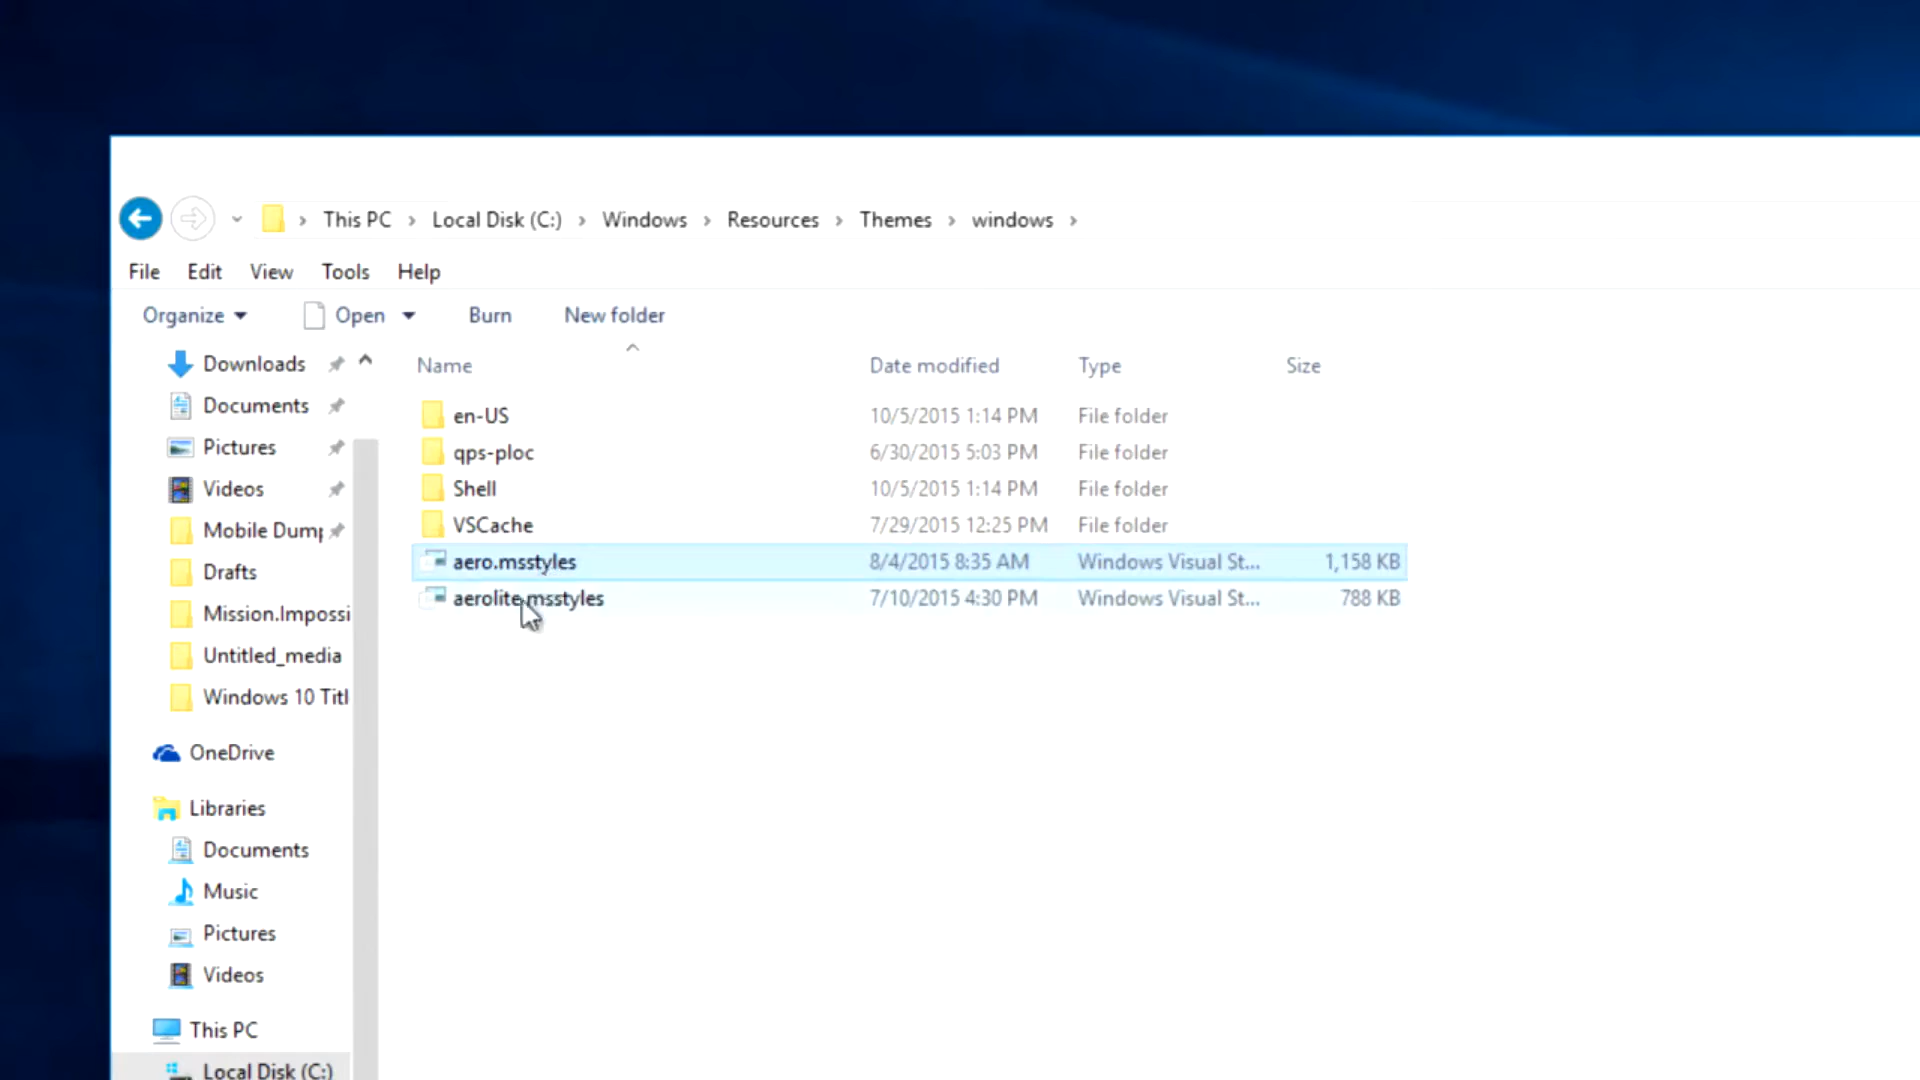 This PC > Local Disk (C:) > Windows > Resources > Themes > windows >
File Edit View Tools Help
Organize Open Burn New folder
Downloads
Documents
Pictures
Videos
Mobile Dump
Drafts
Mission.Impossi
Untitled_media
Windows 10 Titl
OneDrive
Libraries
Documents
Music
Pictures
Videos
This PC
Local Disk (C:)
Name Date modified Type Size
en-US 10/5/2015 1:14 PM File folder
qps-ploc 6/30/2015 5:03 PM File folder
Shell 10/5/2015 1:14 PM File folder
VSCache 7/29/2015 12:25 PM File folder
aero.msstyles 8/4/2015 8:35 AM Windows Visual St... 1,158 KB
aerolite.msstyles 7/10/2015 4:30 PM Windows Visual St... 788 KB